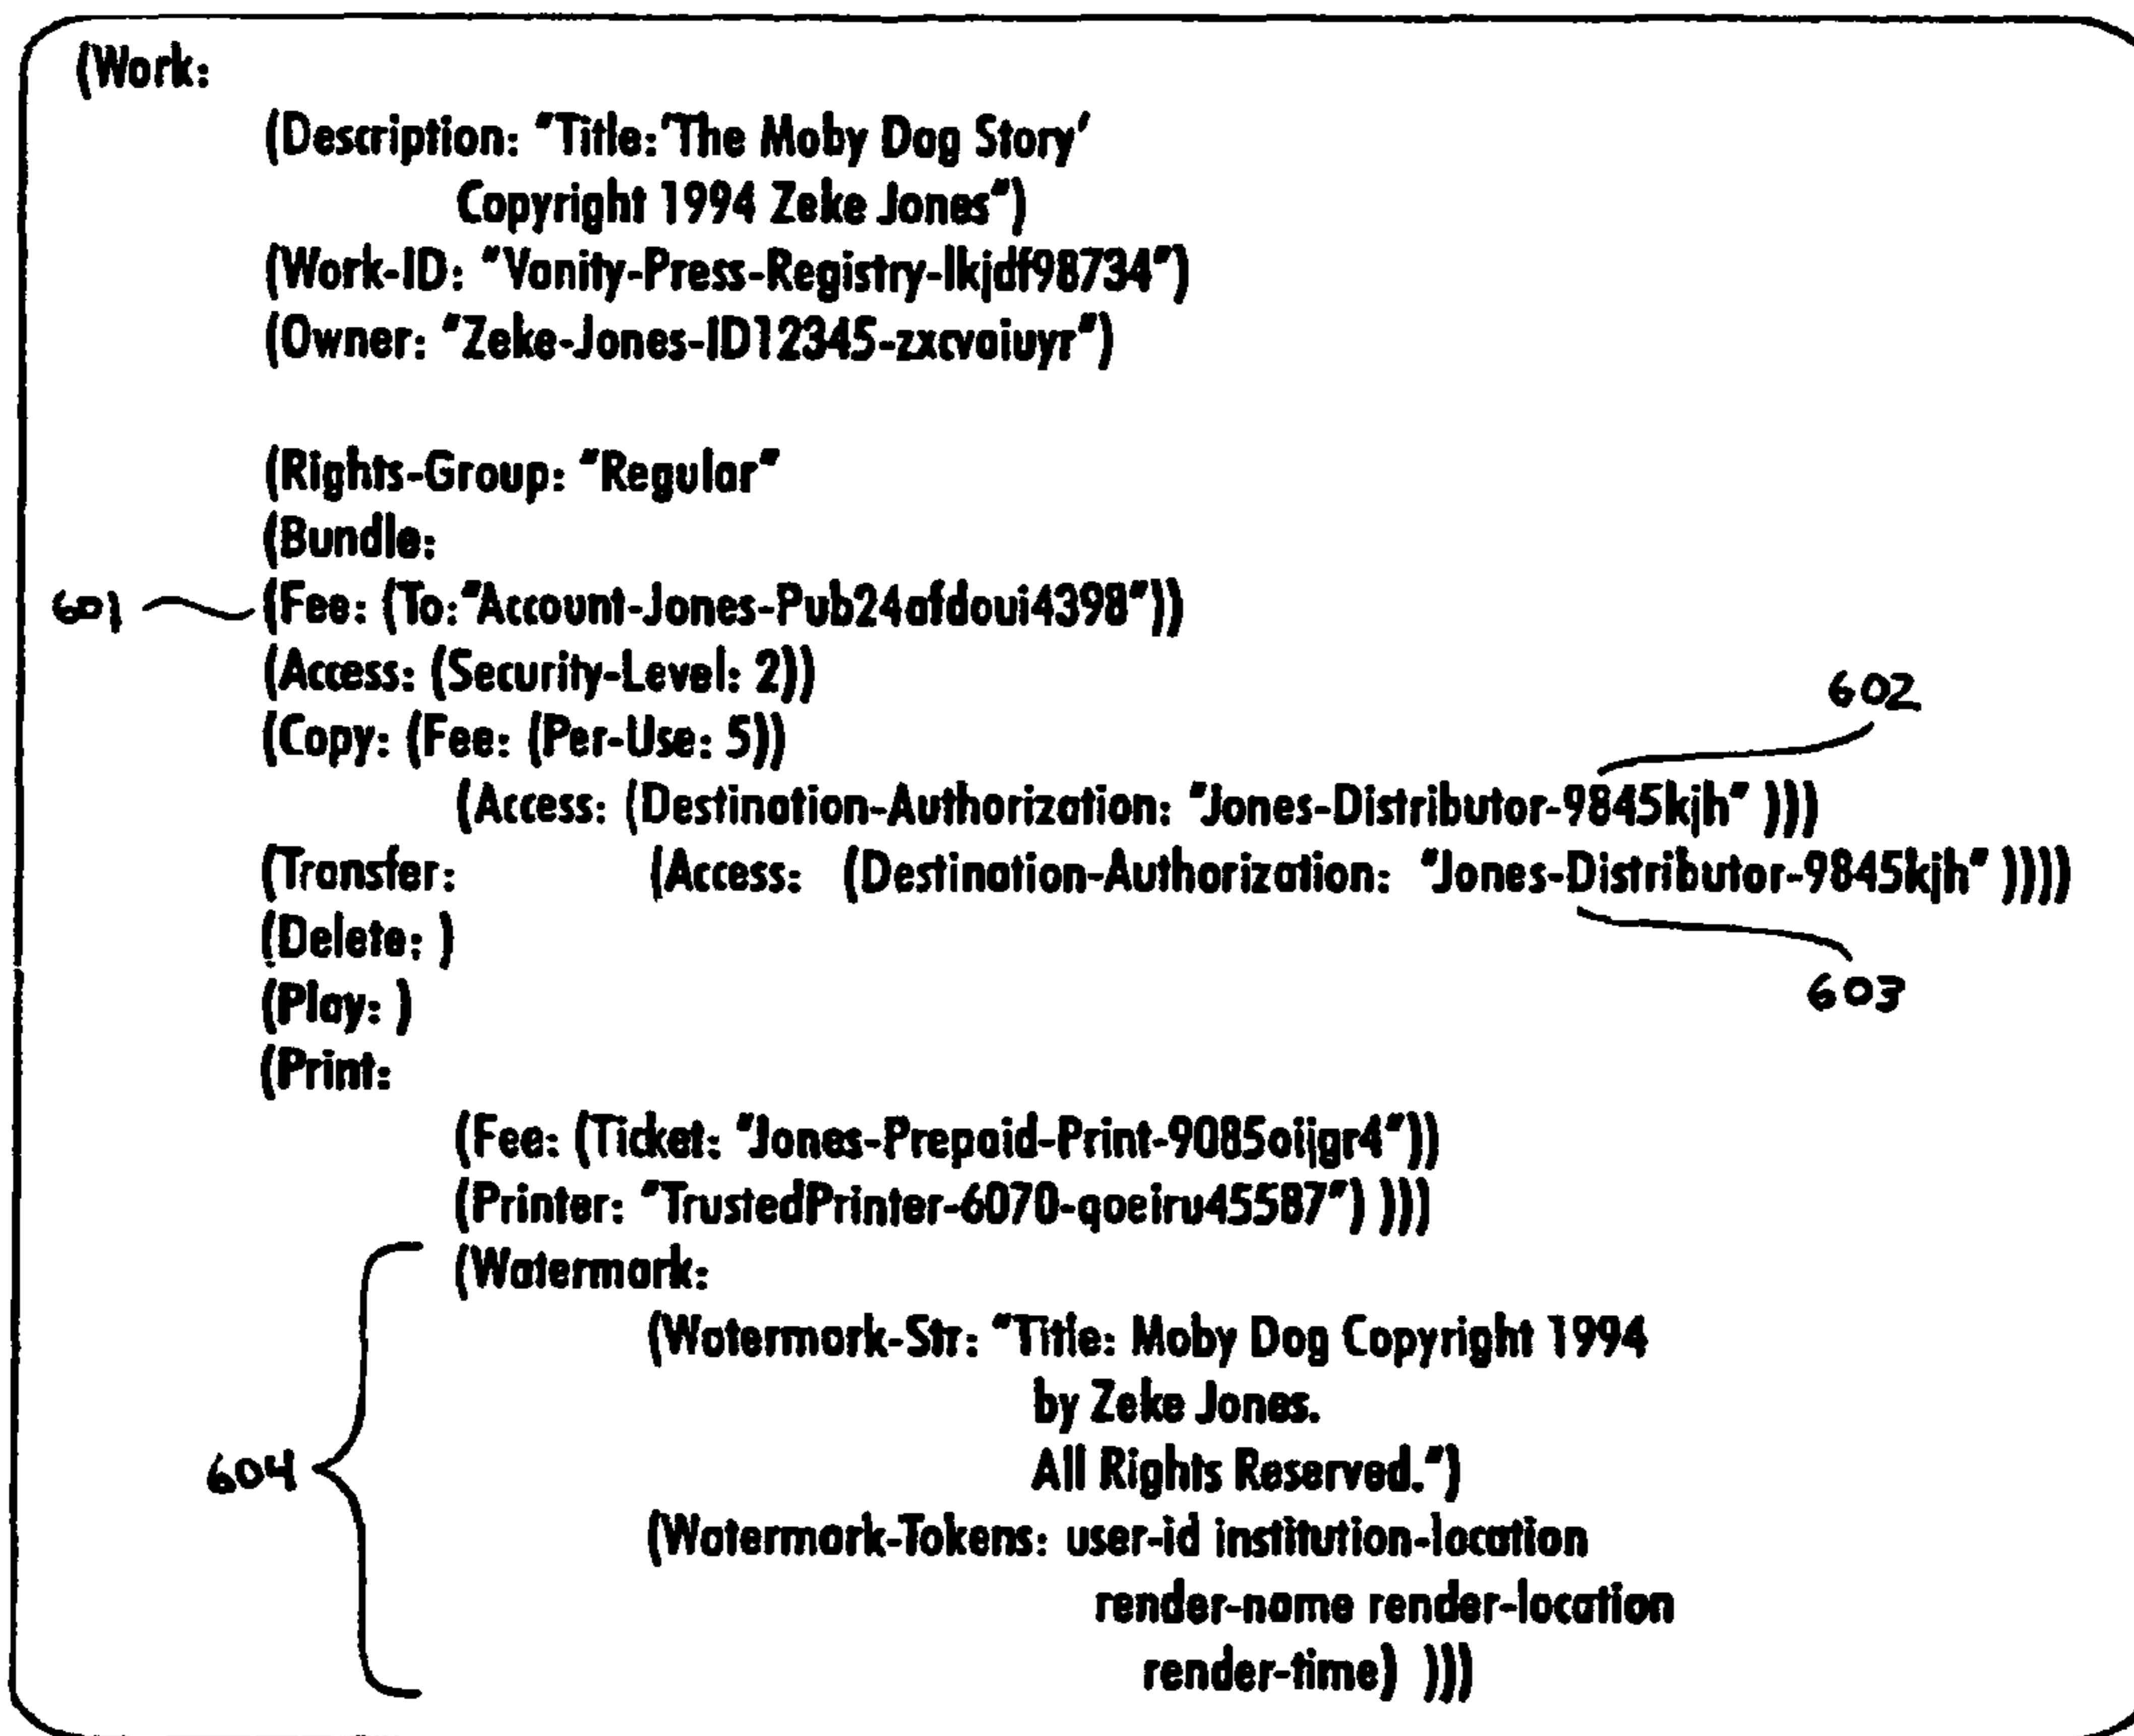 (Work:
(Description: "Title:'The Moby Dog Story'
Copyright 1994 Zeke Jones")
(Work-ID: "Vanity-Press-Registry-lkjdf98734")
(Owner: "Zeke-Jones-ID12345-zxcvaiuyr")
(Rights-Group: "Regular"
(Bundle:
601 (Fee: (To:"Account-Jones-Pub24afdoui4398"))
(Access: (Security-Level: 2))
(Copy: (Fee: (Per-Use: 5))
602
(Access: (Destination-Authorization: "Jones-Distributor-9845kjh" )))
(Transfer: (Access: (Destination-Authorization: "Jones-Distributor-9845kjh" ))))
(Delete: )
(Play: )
603
(Print:
(Fee: (Ticket: "Jones-Prepaid-Print-9085oijgr4"))
(Printer: "TrustedPrinter-6070-qoeiru45587") )))
(Watermark:
(Watermark-Str: "Title: Moby Dog Copyright 1994
by Zeke Jones.
All Rights Reserved.")
604
(Watermark-Tokens: user-id institution-location
render-name render-location
render-time) )))